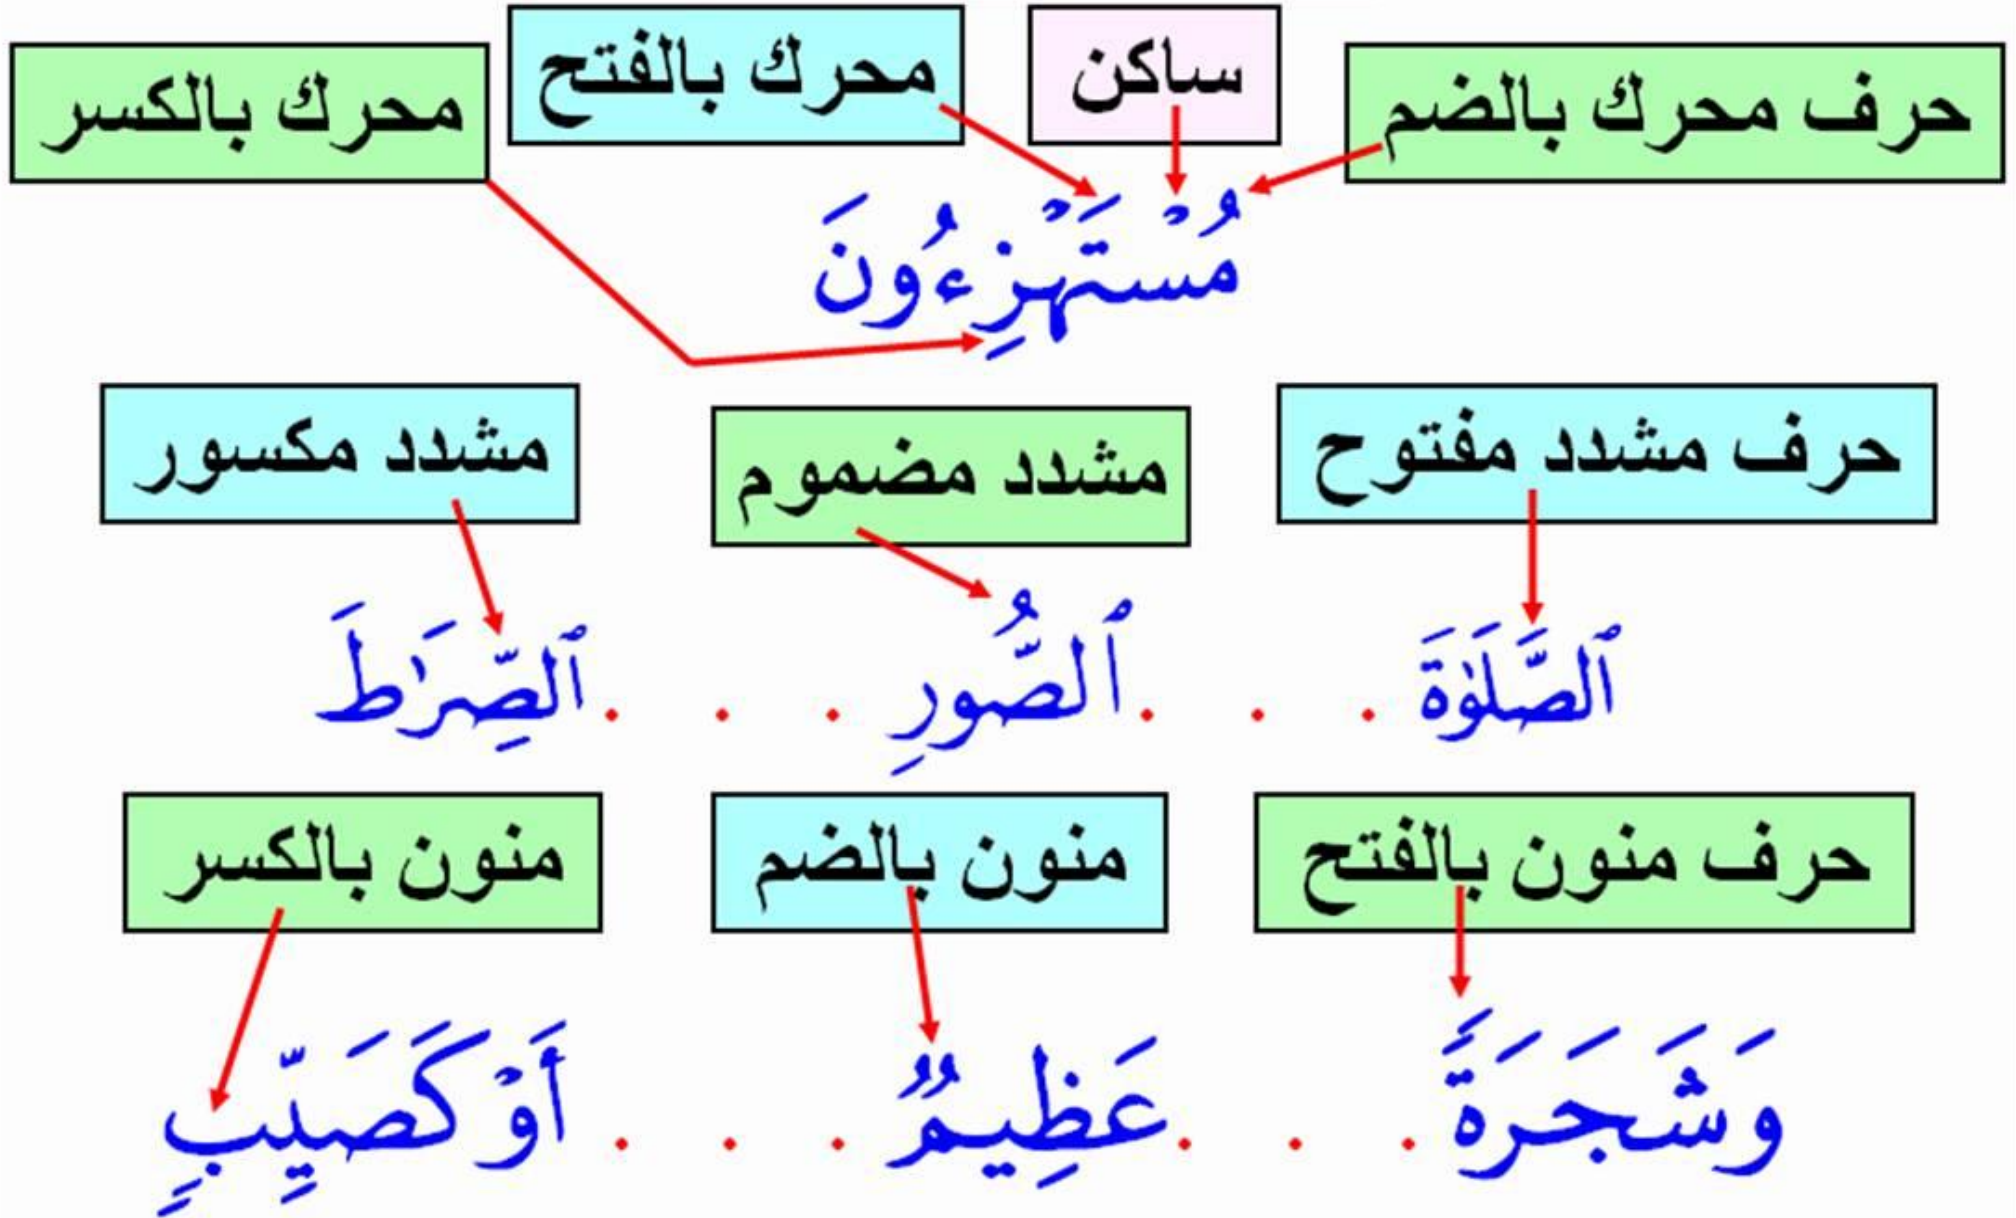 حرف محرك بالضم ساكن محرك بالفتح محرك بالكسر
مُسْتَهْزِءُونَ
حرف مشدد مفتوح مشدد مضموم مشدد مكسور
ٱلصَّلَوٰةَ . . . ٱلصُّورِ . . . ٱلصِّرَٰطَ
حرف منون بالفتح منون بالضم منون بالكسر
وَشَجَرَةً . . . عَظِيمٌ . . . أَوْ كَصَيِّبٍ